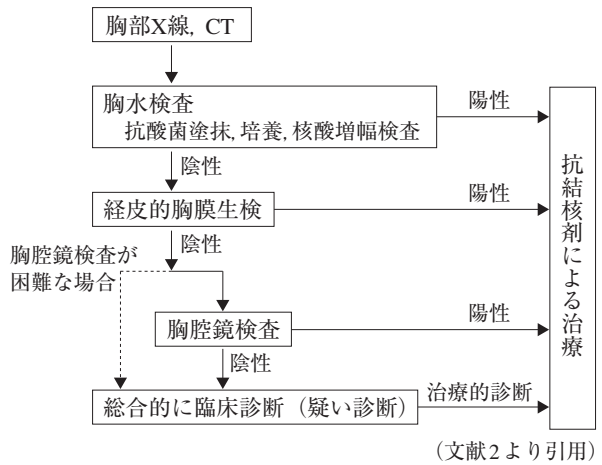 胸部X線, CT
胸水検査
抗酸菌塗抹, 培養, 核酸増幅検査
陽性
陰性
経皮的胸膜生検
陽性
陰性
胸腔鏡検査が
困難な場合
胸腔鏡検査
陽性
陰性
総合的に臨床診断（疑い診断）
治療的診断
抗結核剤による治療
（文献2より引用）